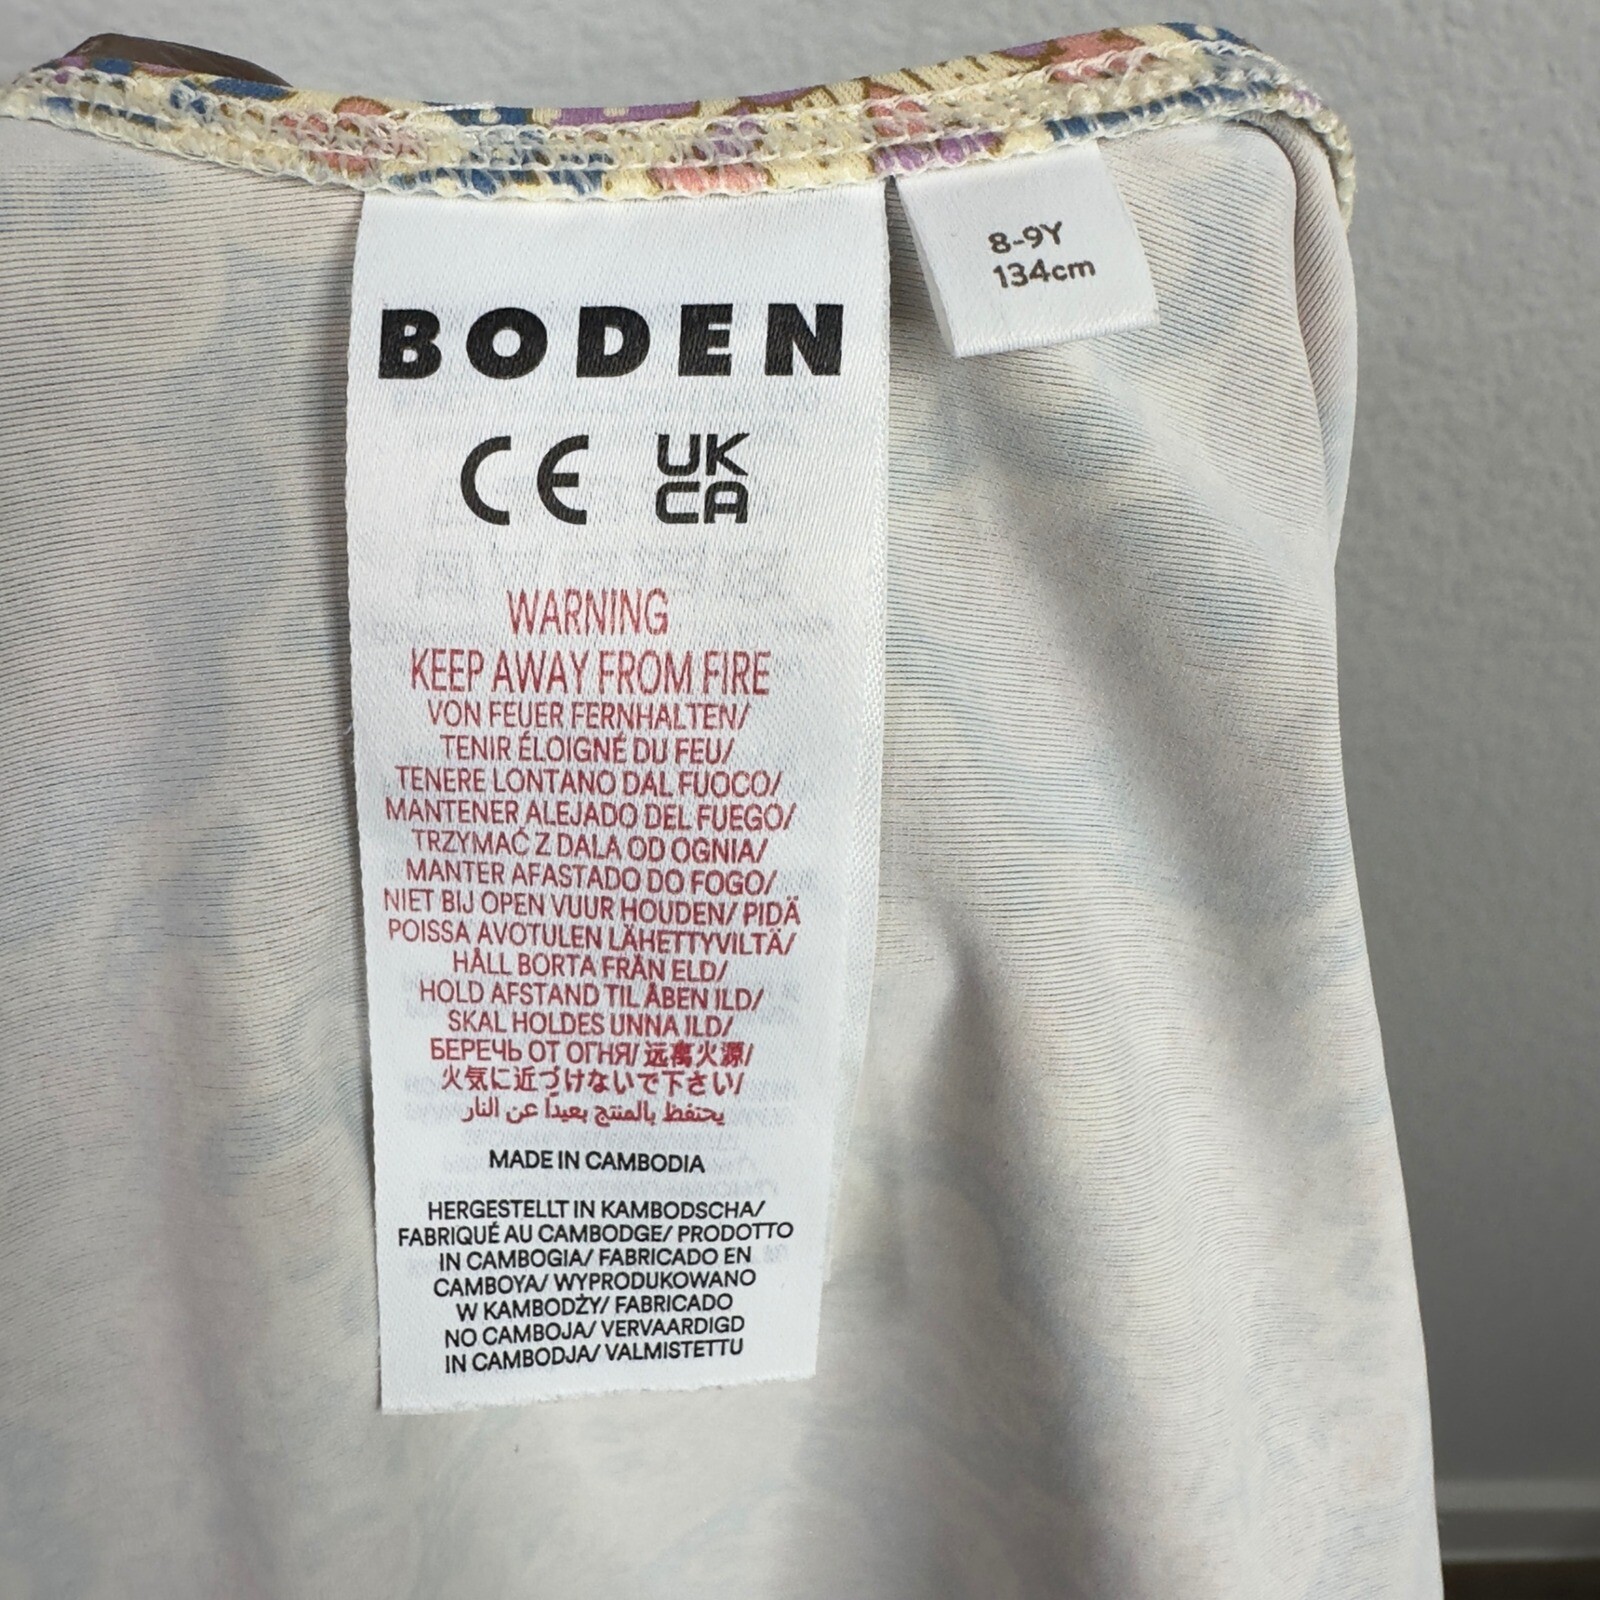 BODEN
8-9Y
134cm
CE UK
CA
WARNING
KEEP AWAY FROM FIRE
VON FEUER FERNHALTEN/
TENIR ÉLOIGNÉ DU FEU/
TENERE LONTANO DAL FUOCO/
MANTENER ALEJADO DEL FUEGO/
TRZYMAĆ Z DALA OD OGNIA/
MANTER AFASTADO DO FOGO/
NIET BIJ OPEN VUUR HOUDEN/ PIDÄ
POISSA AVOTULEN LÄHETTYVILTÄ/
HÅLL BORTA FRÅN ELD/
HOLD AFSTAND TIL ÅBEN ILD/
SKAL HOLDES UNNA ILD/
БЕРЕЧЬ ОТ ОГНЯ/ 远离火源/
火気に近づけないで下さい/
يحتفظ بالمنتج بعيداً عن النار
MADE IN CAMBODIA
HERGESTELLT IN KAMBODSCHA/
FABRIQUÉ AU CAMBODGE/ PRODOTTO
IN CAMBOGIA/ FABRICADO EN
CAMBOYA/ WYPRODUKOWANO
W KAMBODŻY/ FABRICADO
NO CAMBOJA/ VERVAARDIGD
IN CAMBODJA/ VALMISTETTU